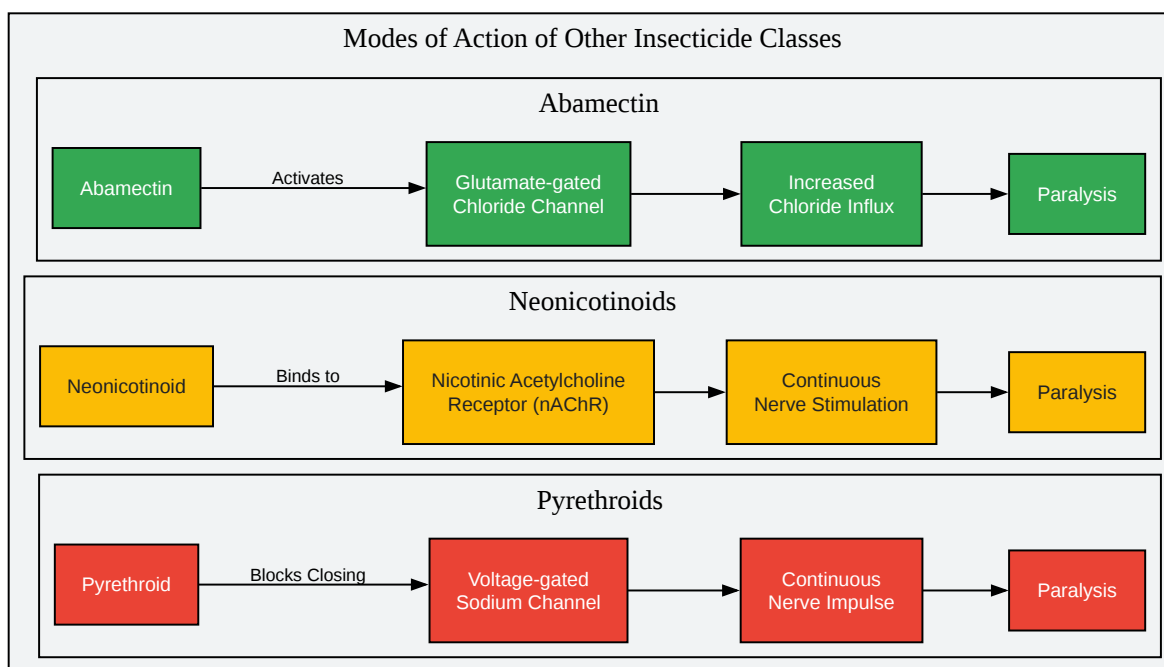 Modes of Action of Other Insecticide Classes
Abamectin
Abamectin
Activates
Glutamate-gated
Chloride Channel
Increased
Chloride Influx
Paralysis
Neonicotinoids
Neonicotinoid
Binds to
Nicotinic Acetylcholine
Receptor (nAChR)
Continuous
Nerve Stimulation
Paralysis
Pyrethroids
Pyrethroid
Blocks Closing
Voltage-gated
Sodium Channel
Continuous
Nerve Impulse
Paralysis